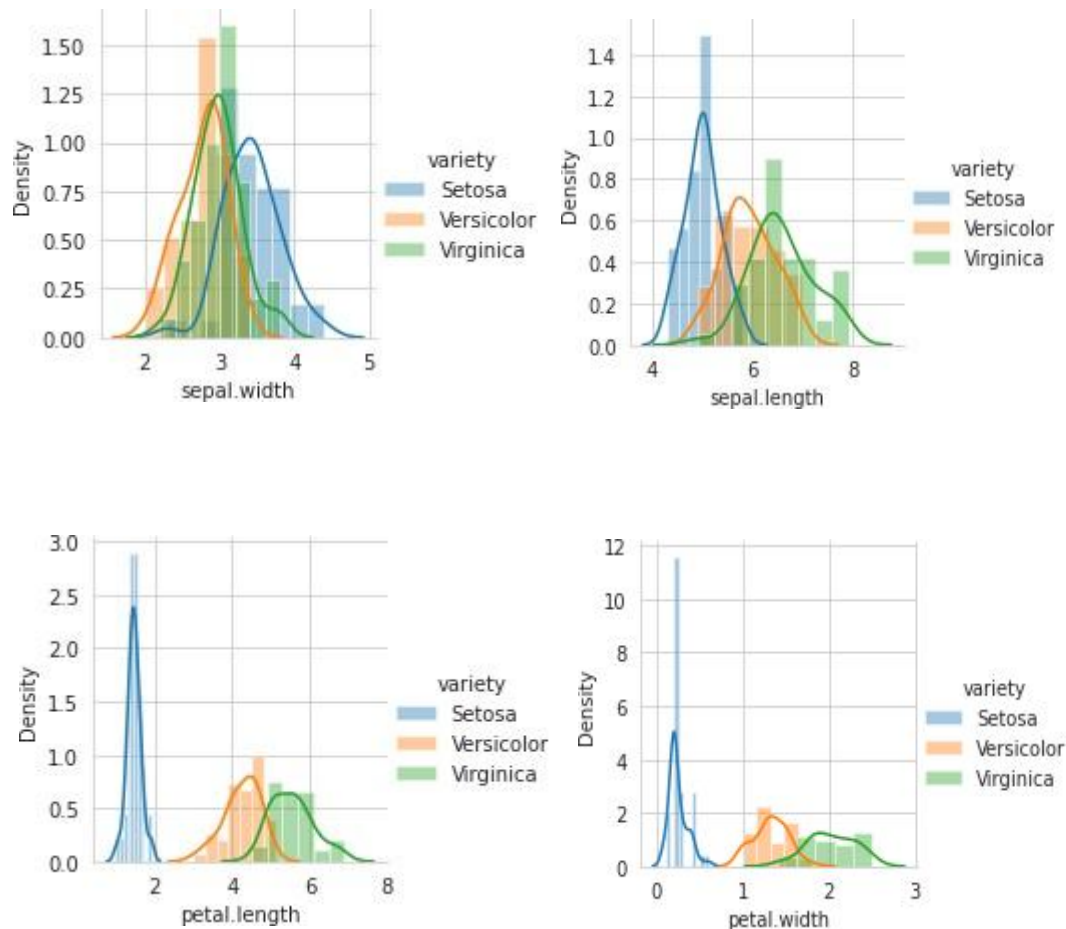 1.50
1.25
1.00
0.75
0.50
0.25
0.00
Density
2 3 4 5
sepal.width
variety
Setosa
Versicolor
Virginica
1.4
1.2
1.0
0.8
0.6
0.4
0.2
0.0
Density
4 6 8
sepal.length
variety
Setosa
Versicolor
Virginica
3.0
2.5
2.0
1.5
1.0
0.5
0.0
Density
2 4 6 8
petal.length
variety
Setosa
Versicolor
Virginica
12
10
8
6
4
2
0
Density
0 1 2 3
petal.width
variety
Setosa
Versicolor
Virginica